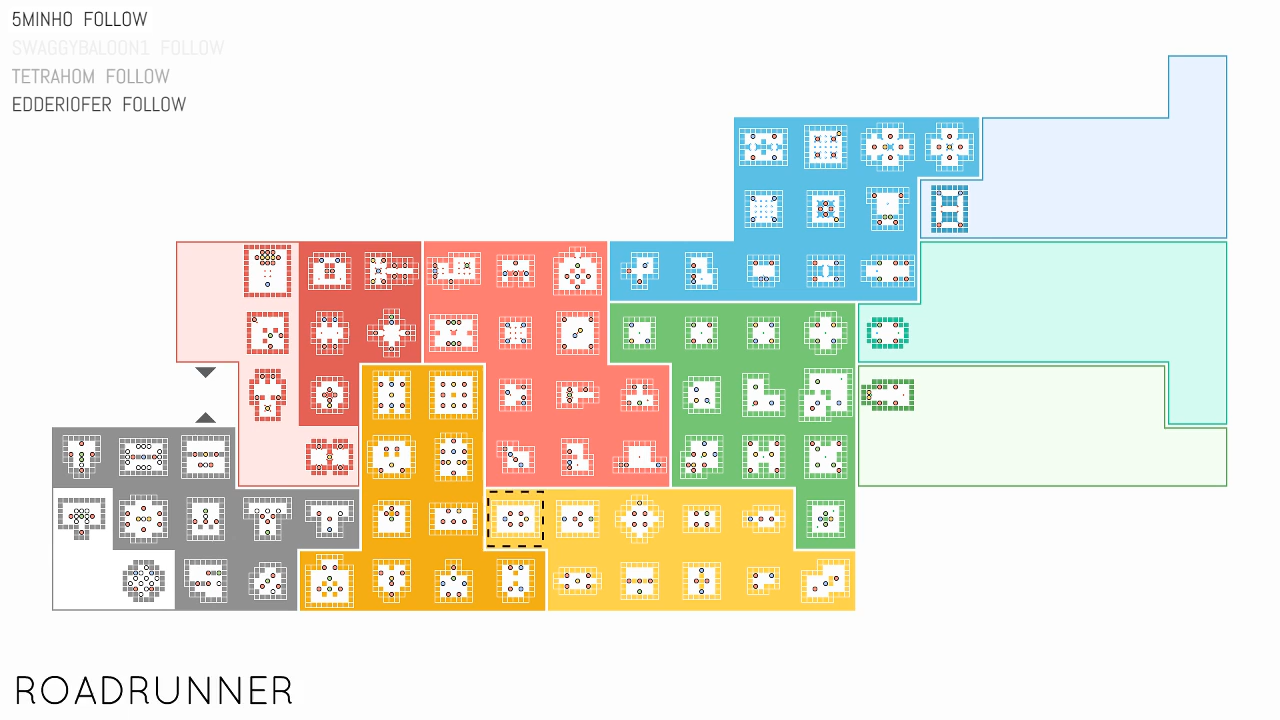 5MINHO FOLLOW
SWAGGYBALOON1 FOLLOW
TETRAHOM FOLLOW
EDDERIOFER FOLLOW
ROADRUNNER